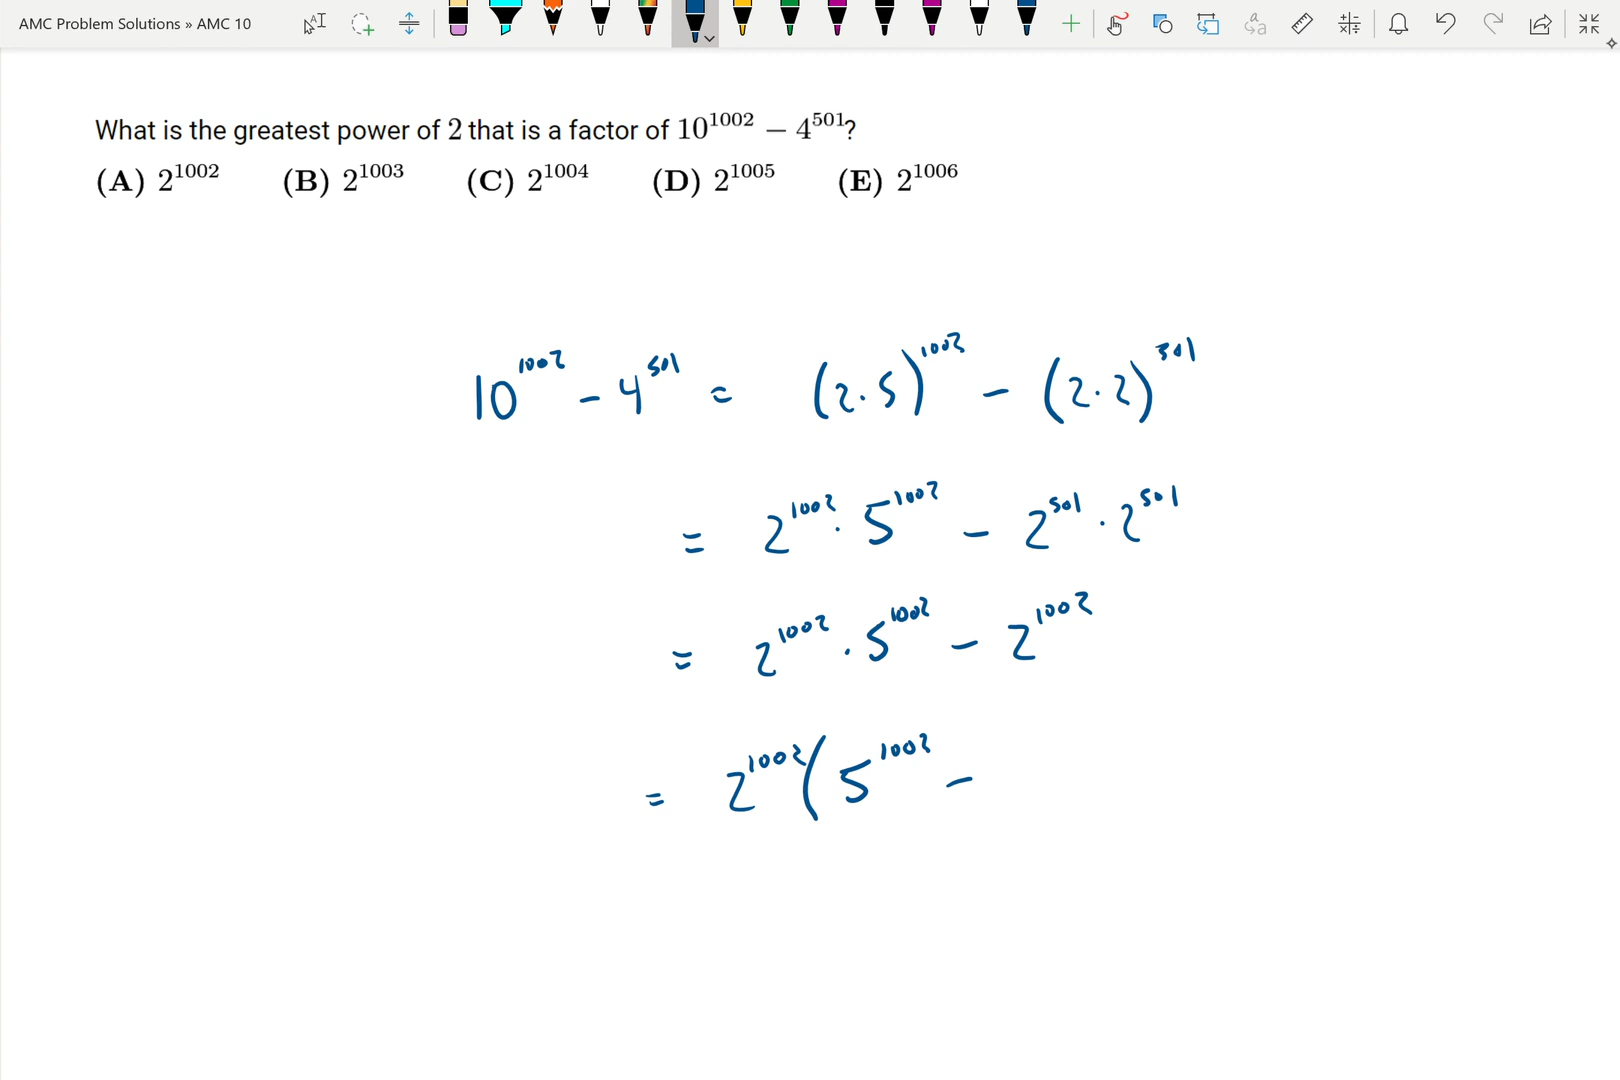 AMC Problem Solutions » AMC 10
What is the greatest power of 2 that is a factor of 10^1002 − 4^501?
(A) 2^1002 (B) 2^1003 (C) 2^1004 (D) 2^1005 (E) 2^1006
10^1002 - 4^501 = (2·5)^1002 - (2·2)^501
= 2^1002 · 5^1002 - 2^501 · 2^501
= 2^1002 · 5^1002 - 2^1002
= 2^1002 (5^1002 -